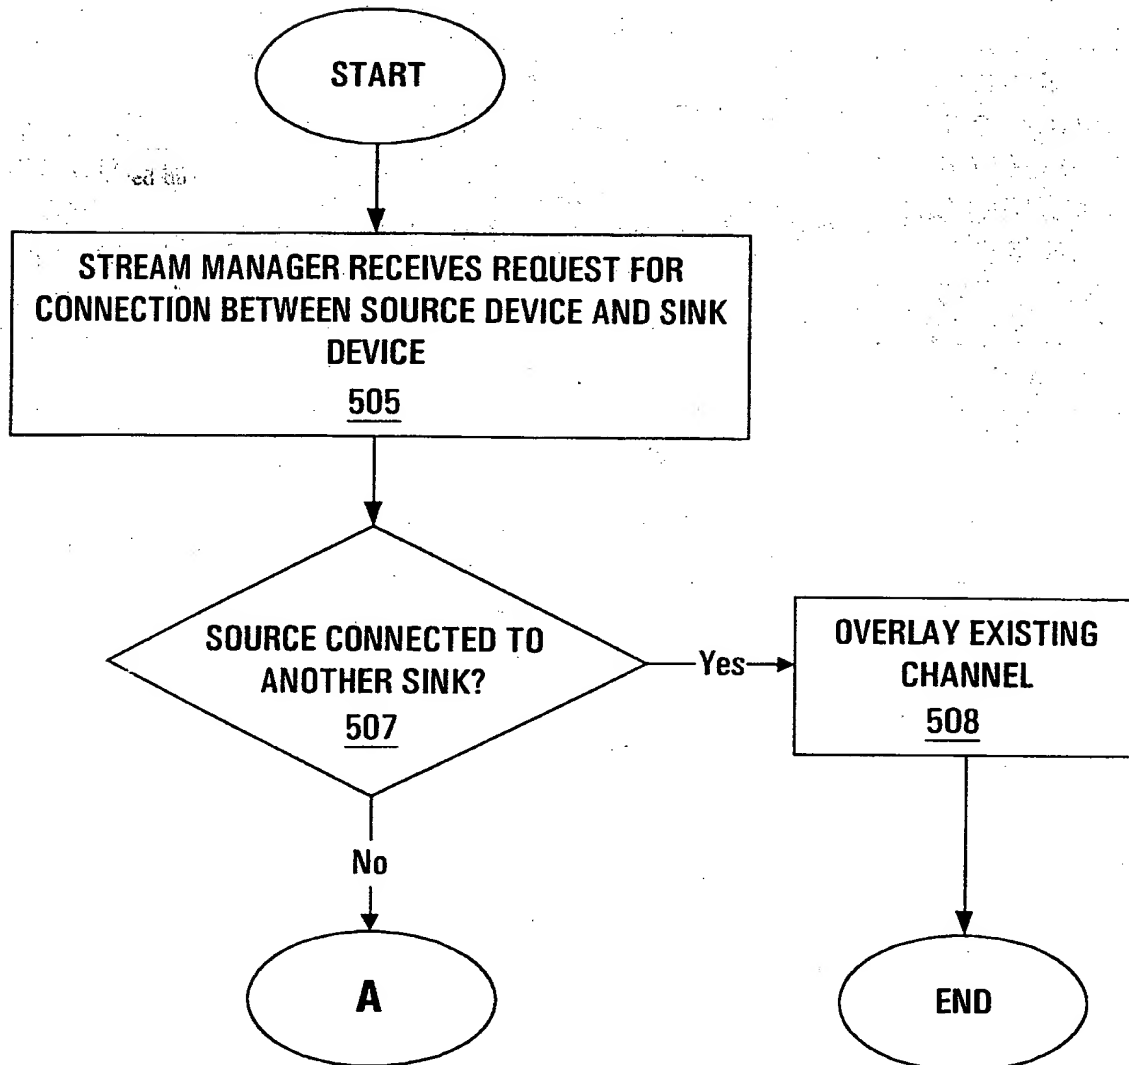 START
STREAM MANAGER RECEIVES REQUEST FOR
CONNECTION BETWEEN SOURCE DEVICE AND SINK
DEVICE
505
SOURCE CONNECTED TO
ANOTHER SINK?
507
Yes
OVERLAY EXISTING
CHANNEL
508
No
A
END